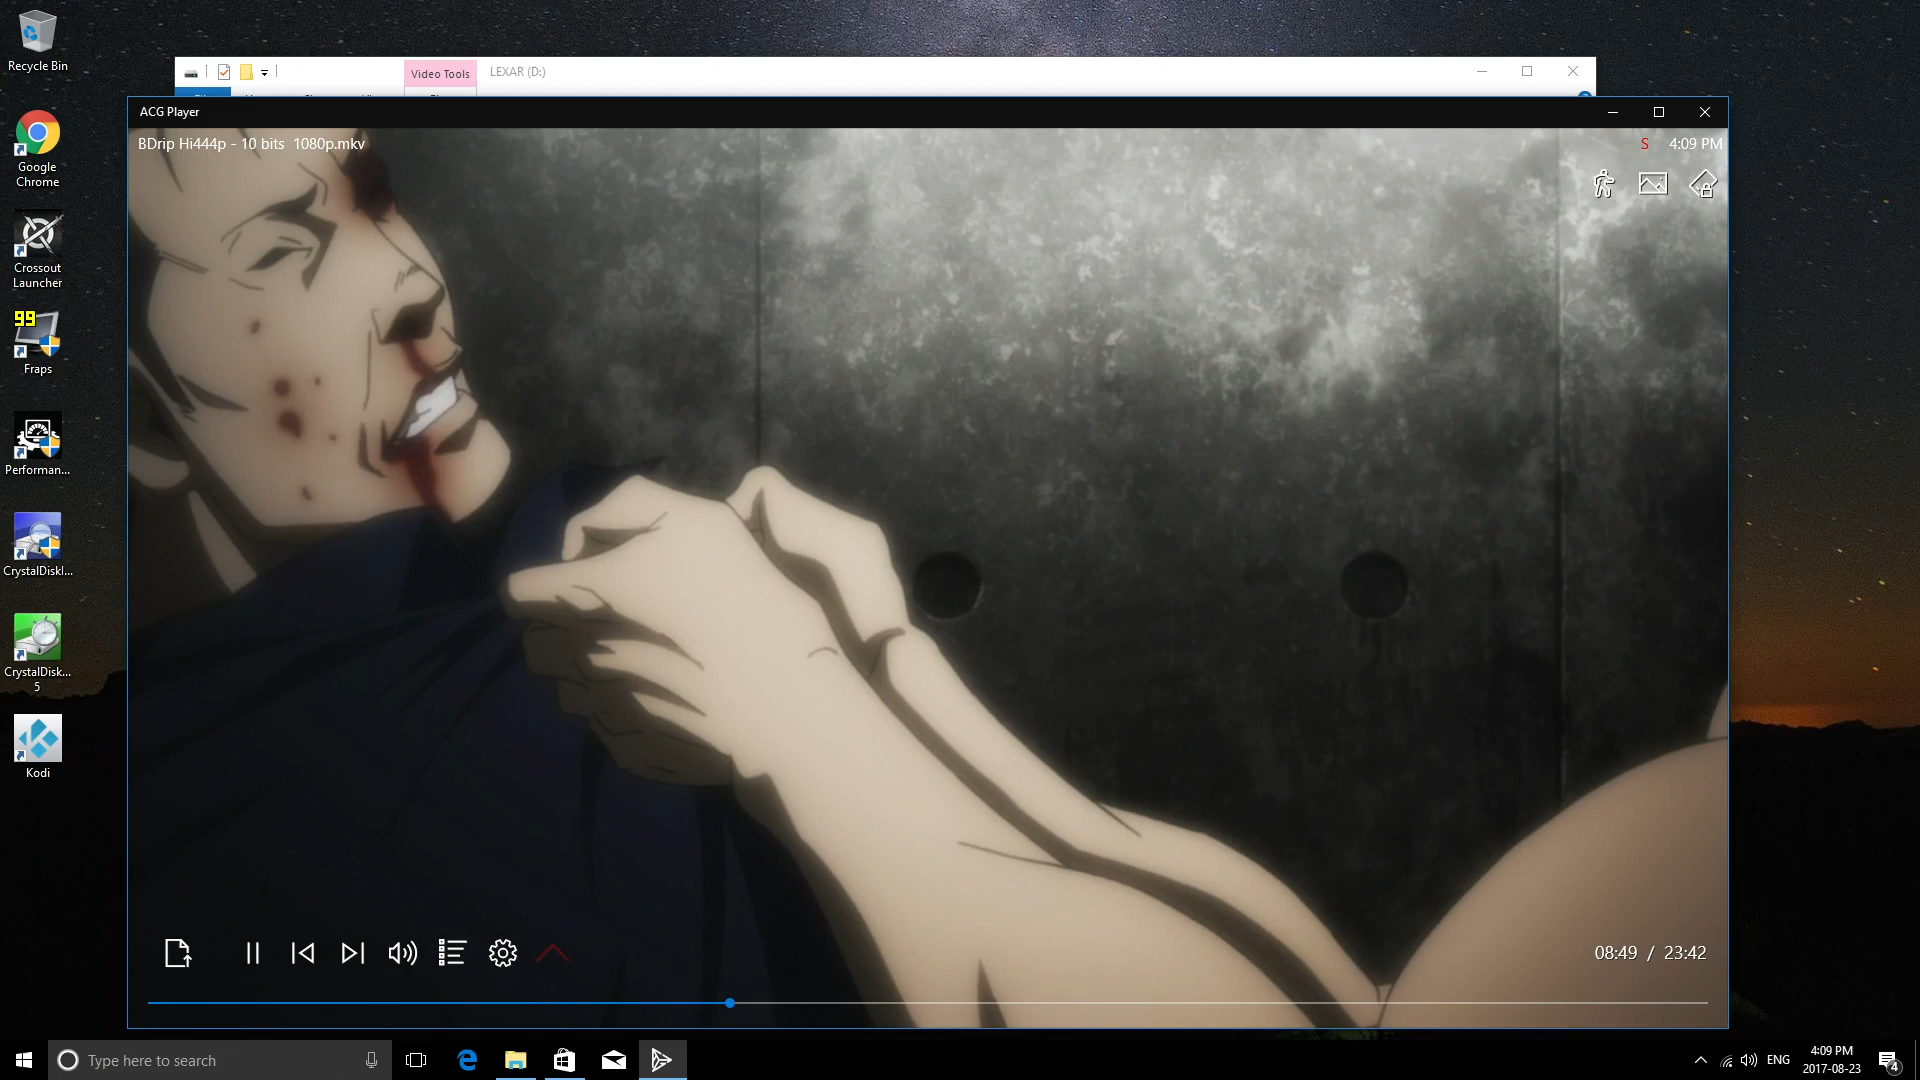 Recycle Bin
Google
Chrome
Crossout
Launcher
99
Fraps
Performan...
CrystalDiskI...
CrystalDisk...
5
Kodi
Video Tools
LEXAR (D:)
ACG Player
BDrip Hi444p - 10 bits 1080p.mkv
S
4:09 PM
08:49 / 23:42
Type here to search
ENG
4:09 PM
2017-08-23
4